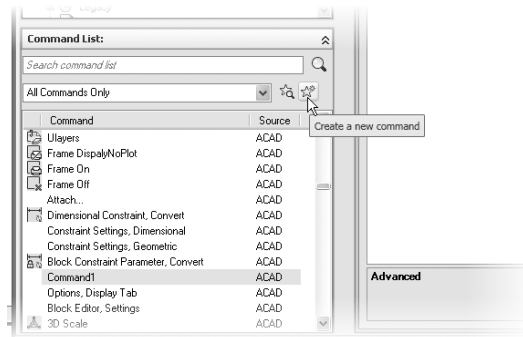 Legacy
Command List:
Search command list
All Commands Only
Create a new command
Command Source
Ulayers ACAD
Frame DispalyNoPlot ACAD
Frame On ACAD
Frame Off ACAD
Attach... ACAD
Dimensional Constraint, Convert ACAD
Constraint Settings, Dimensional ACAD
Constraint Settings, Geometric ACAD
Block Constraint Parameter, Convert ACAD
Command1 ACAD
Options, Display Tab ACAD
Block Editor, Settings ACAD
3D Scale ACAD
Advanced